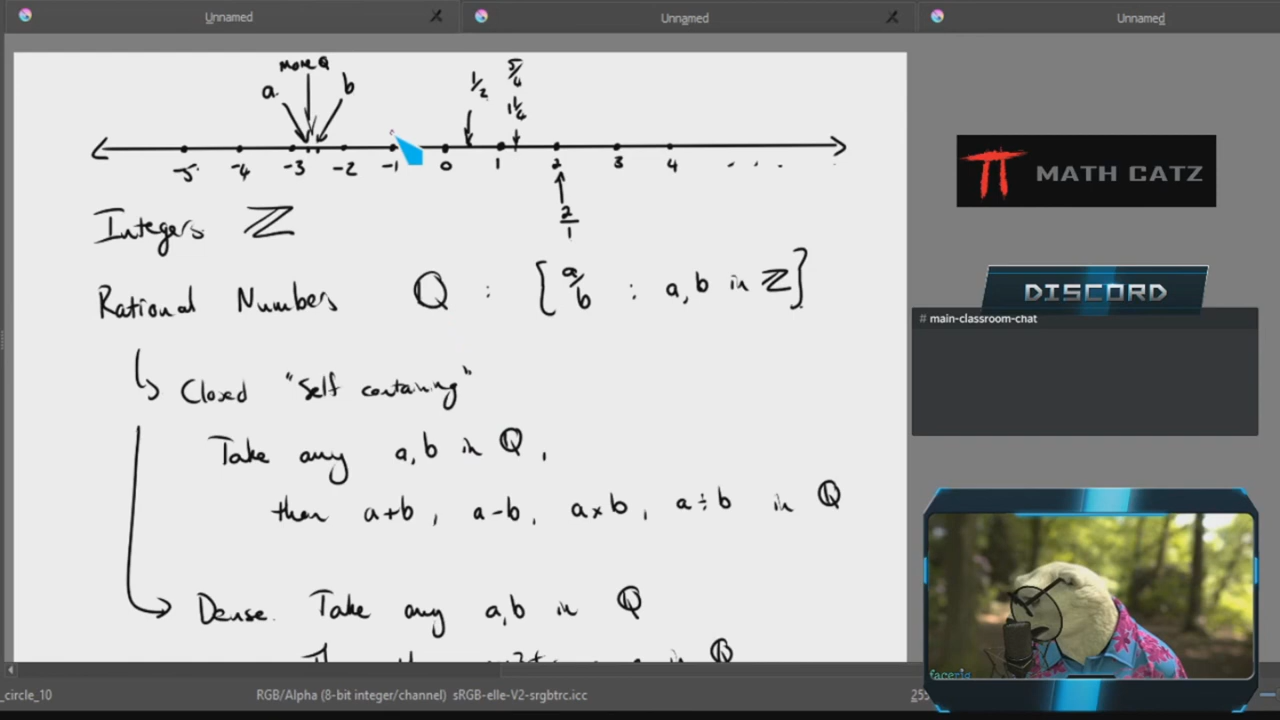 Unnamed
Unnamed
Unnamed
more Q
a
b
1/2
5/4
1 1/4
-5 -4 -3 -2 -1 0 1 2 3 4 . . . .
2/1
Integers ℤ
Rational Numbers ℚ : { a/b : a, b in ℤ }
Closed "Self containing"
Take any a, b in ℚ ,
then a+b , a-b , a×b , a÷b in ℚ
Dense. Take any a, b in ℚ
MATH CATZ
DISCORD
# main-classroom-chat
facerig
_circle_10
RGB/Alpha (8-bit integer/channel) sRGB-elle-V2-srgbtrc.icc